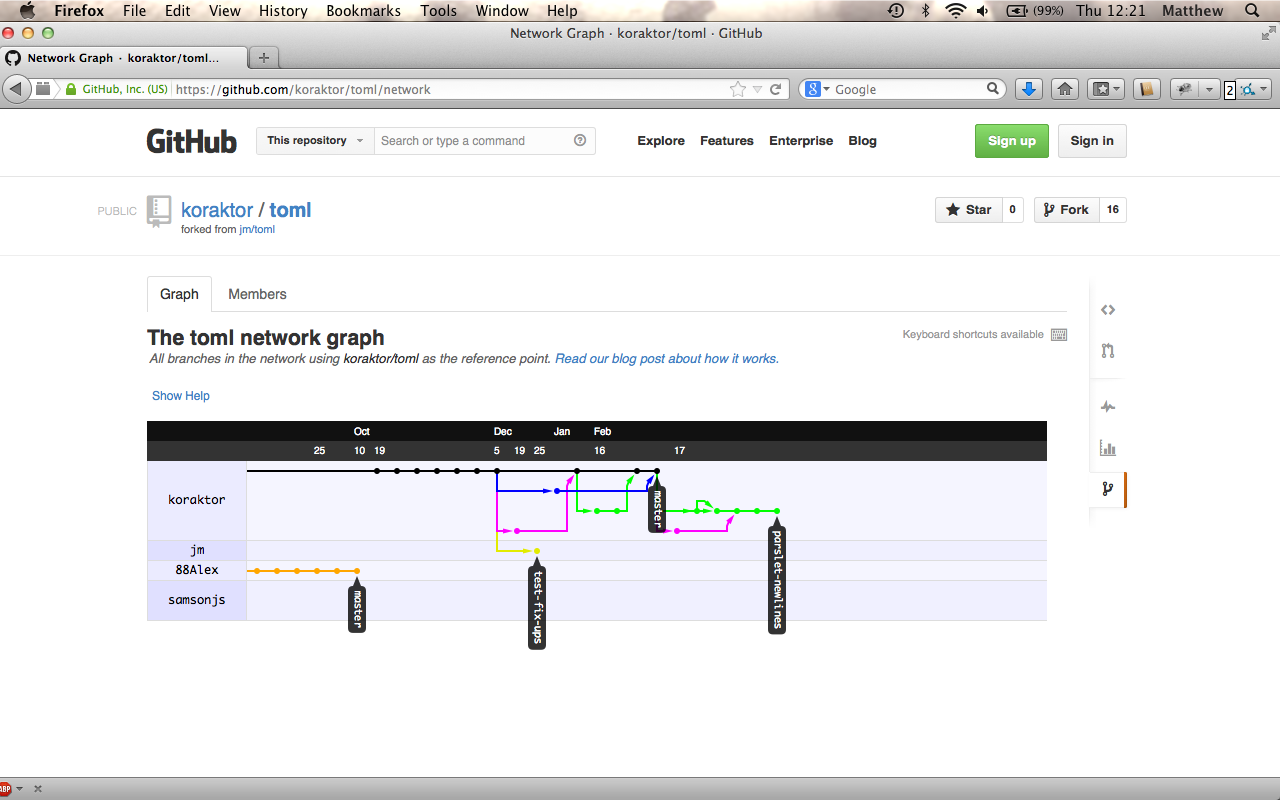 Firefox File Edit View History Bookmarks Tools Window Help (99%) Thu 12:21 Matthew
Network Graph · koraktor/toml · GitHub
Network Graph · koraktor/toml...
GitHub, Inc. (US) https://github.com/koraktor/toml/network Google 2
GitHub This repository Search or type a command Explore Features Enterprise Blog Sign up Sign in
PUBLIC koraktor / toml Star 0 Fork 16
forked from jm/toml
Graph Members
The toml network graph Keyboard shortcuts available
All branches in the network using koraktor/toml as the reference point. Read our blog post about how it works.
Show Help
Oct Dec Jan Feb
25 10 19 5 19 25 16 17
koraktor
master
jm
88Alex
samsonjs
master
test-fix-ups
parslet-newlines
ABP